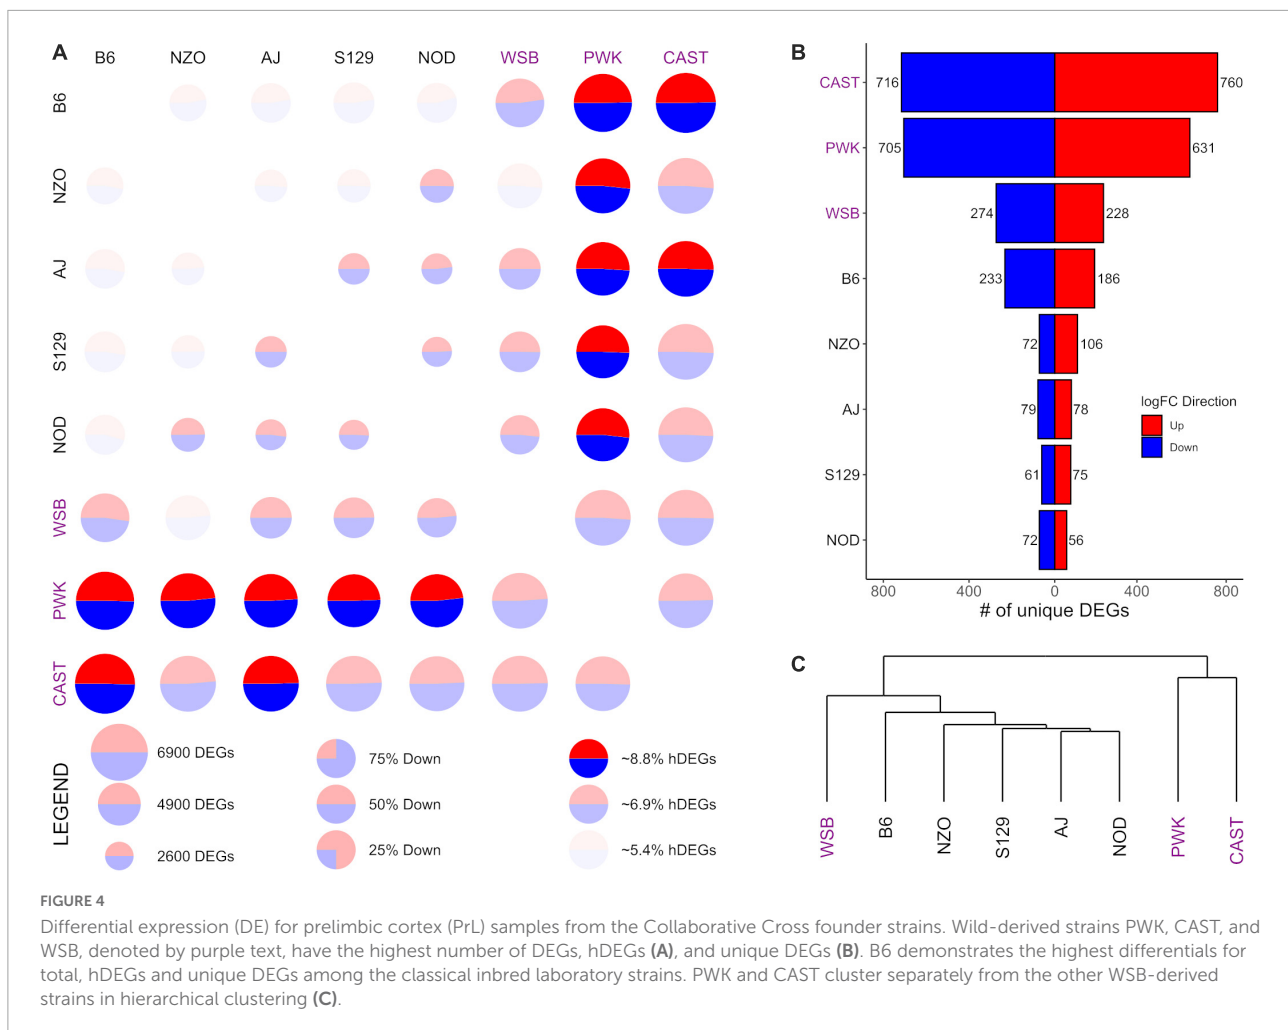 A
B6 NZO AJ S129 NOD WSB PWK CAST
B6
NZO
AJ
S129
NOD
WSB
PWK
CAST
LEGEND
6900 DEGs 75% Down ~8.8% hDEGs
4900 DEGs 50% Down ~6.9% hDEGs
2600 DEGs 25% Down ~5.4% hDEGs
B
CAST 716 760
PWK 705 631
WSB 274 228
B6 233 186
NZO 72 106
AJ 79 78
S129 61 75
NOD 72 56
800 400 0 400 800
# of unique DEGs
logFC Direction
Up
Down
C
WSB B6 NZO S129 AJ NOD PWK CAST
FIGURE 4
Differential expression (DE) for prelimbic cortex (PrL) samples from the Collaborative Cross founder strains. Wild-derived strains PWK, CAST, and
WSB, denoted by purple text, have the highest number of DEGs, hDEGs (A), and unique DEGs (B). B6 demonstrates the highest differentials for
total, hDEGs and unique DEGs among the classical inbred laboratory strains. PWK and CAST cluster separately from the other WSB-derived
strains in hierarchical clustering (C).